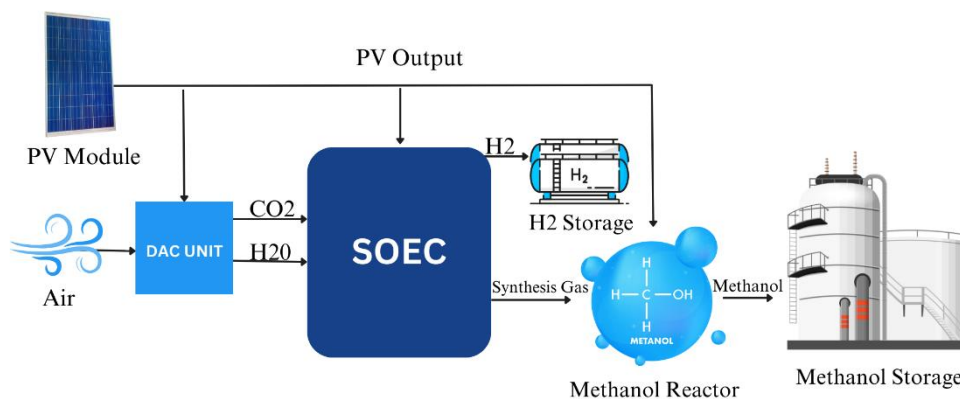 PV Output
PV Module
H2
H2
H2 Storage
CO2
DAC UNIT
H20
SOEC
Air
Synthesis Gas
H
H
C
OH
H
METANOL
Methanol
Methanol Reactor
Methanol Storage